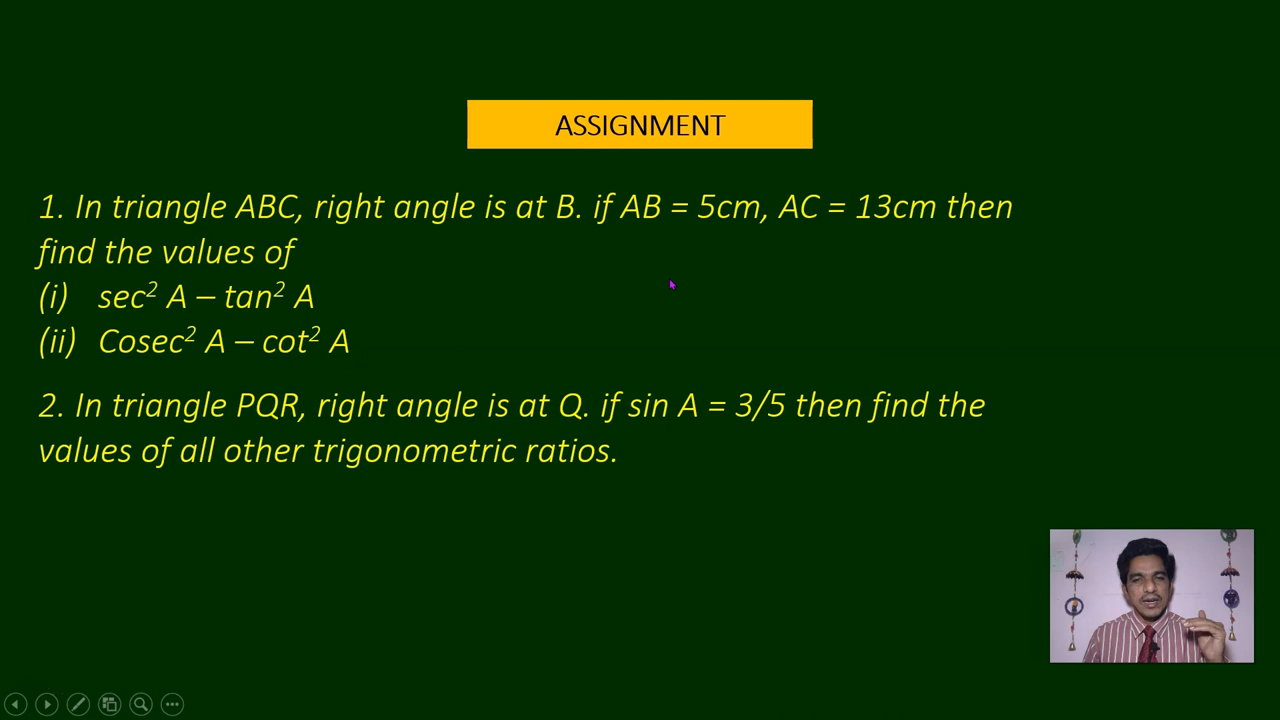 ASSIGNMENT
1. In triangle ABC, right angle is at B. if AB = 5cm, AC = 13cm then
find the values of
(i) sec² A – tan² A
(ii) Cosec² A – cot² A
2. In triangle PQR, right angle is at Q. if sin A = 3/5 then find the
values of all other trigonometric ratios.